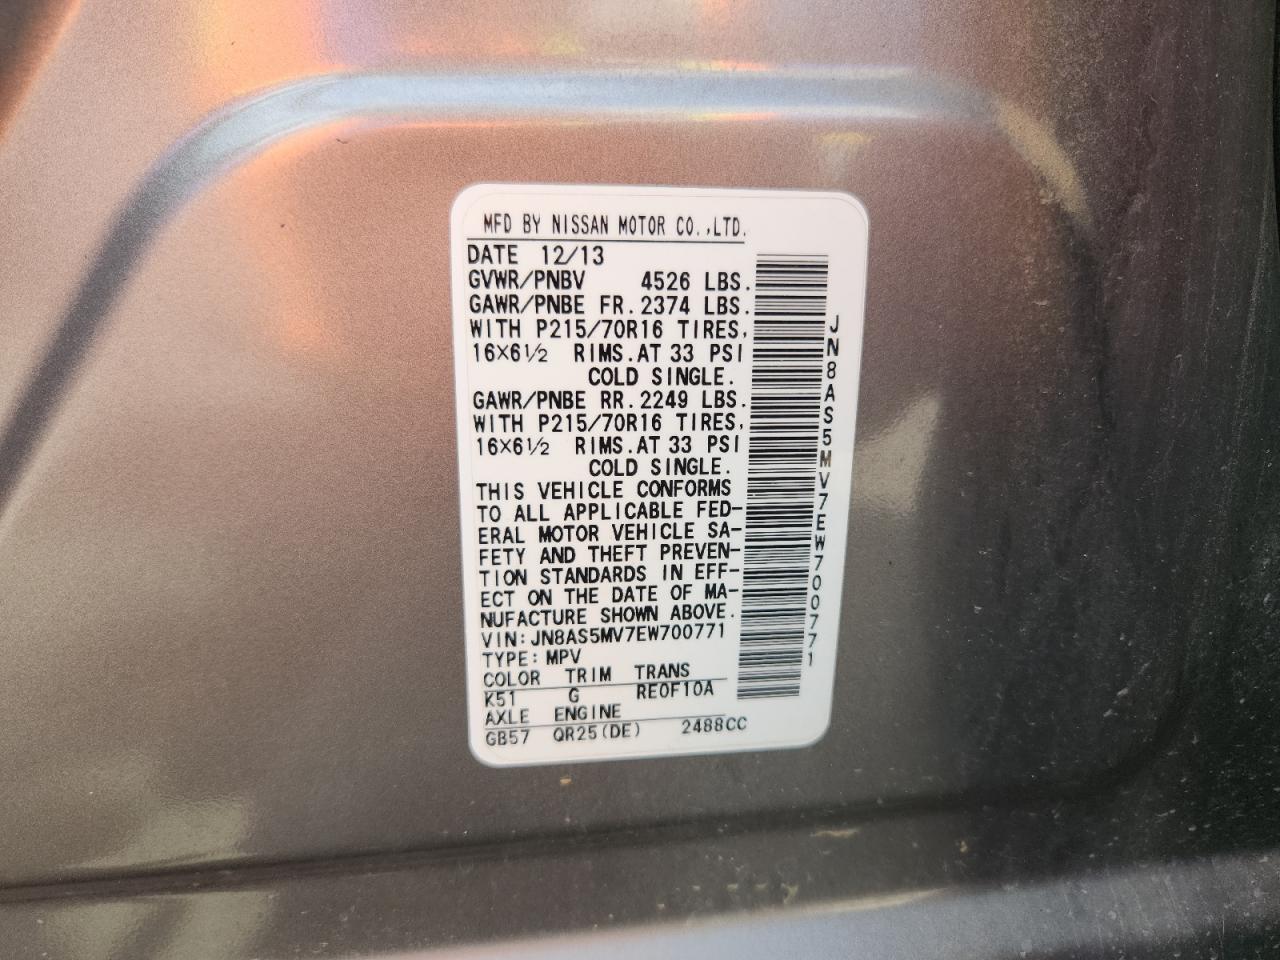 MFD BY NISSAN MOTOR CO.,LTD.
DATE 12/13
GVWR/PNBV 4526 LBS.
GAWR/PNBE FR. 2374 LBS.
WITH P215/70R16 TIRES,
16×6½ RIMS. AT 33 PSI
COLD SINGLE.
GAWR/PNBE RR. 2249 LBS.
WITH P215/70R16 TIRES,
16×6½ RIMS. AT 33 PSI
COLD SINGLE.
THIS VEHICLE CONFORMS
TO ALL APPLICABLE FED-
ERAL MOTOR VEHICLE SA-
FETY AND THEFT PREVEN-
TION STANDARDS IN EFF-
ECT ON THE DATE OF MA-
NUFACTURE SHOWN ABOVE.
VIN: JN8AS5MV7EW700771
TYPE: MPV
COLOR TRIM TRANS
K51 G RE0F10A
AXLE ENGINE
GB57 QR25(DE) 2488CC
JN8AS5MV7EW700771